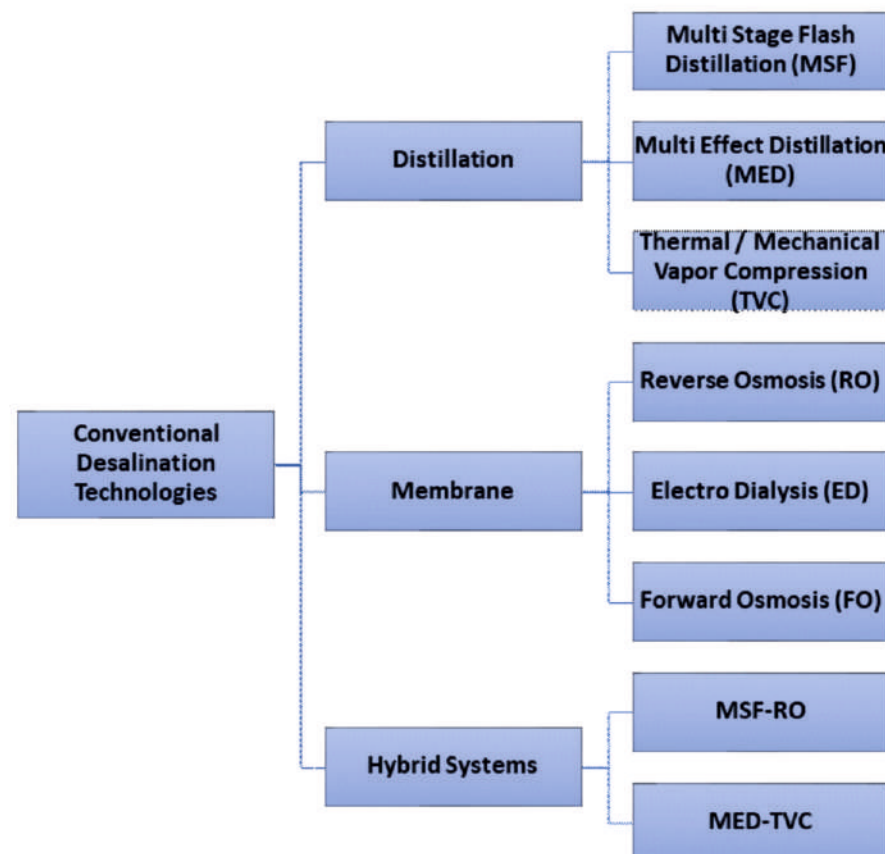 Multi Stage Flash
Distillation (MSF)
Distillation
Multi Effect Distillation
(MED)
Thermal / Mechanical
Vapor Compression
(TVC)
Reverse Osmosis (RO)
Conventional
Desalination
Technologies
Membrane
Electro Dialysis (ED)
Forward Osmosis (FO)
MSF-RO
Hybrid Systems
MED-TVC